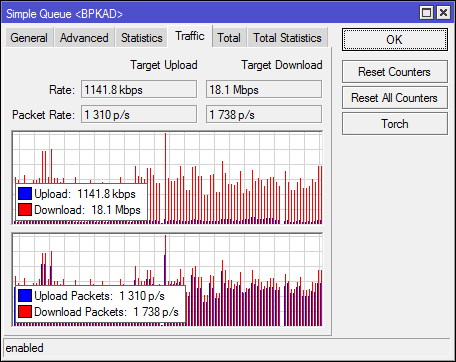 Simple Queue <BPKAD>
General Advanced Statistics Traffic Total Total Statistics
OK
Reset Counters
Reset All Counters
Torch
Target Upload Target Download
Rate: 1141.8 kbps 18.1 Mbps
Packet Rate: 1 310 p/s 1 738 p/s
Upload: 1141.8 kbps
Download: 18.1 Mbps
Upload Packets: 1 310 p/s
Download Packets: 1 738 p/s
enabled